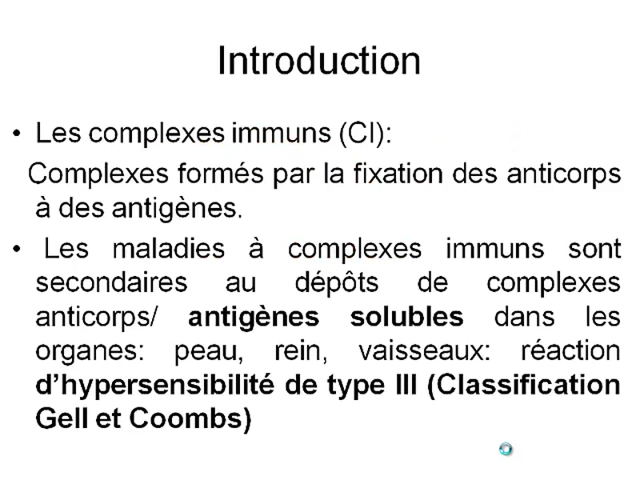 Introduction
• Les complexes immuns (CI):
Complexes formés par la fixation des anticorps
à des antigènes.
• Les maladies à complexes immuns sont
secondaires au dépôts de complexes
anticorps/ antigènes solubles dans les
organes: peau, rein, vaisseaux: réaction
d'hypersensibilité de type III (Classification
Gell et Coombs)